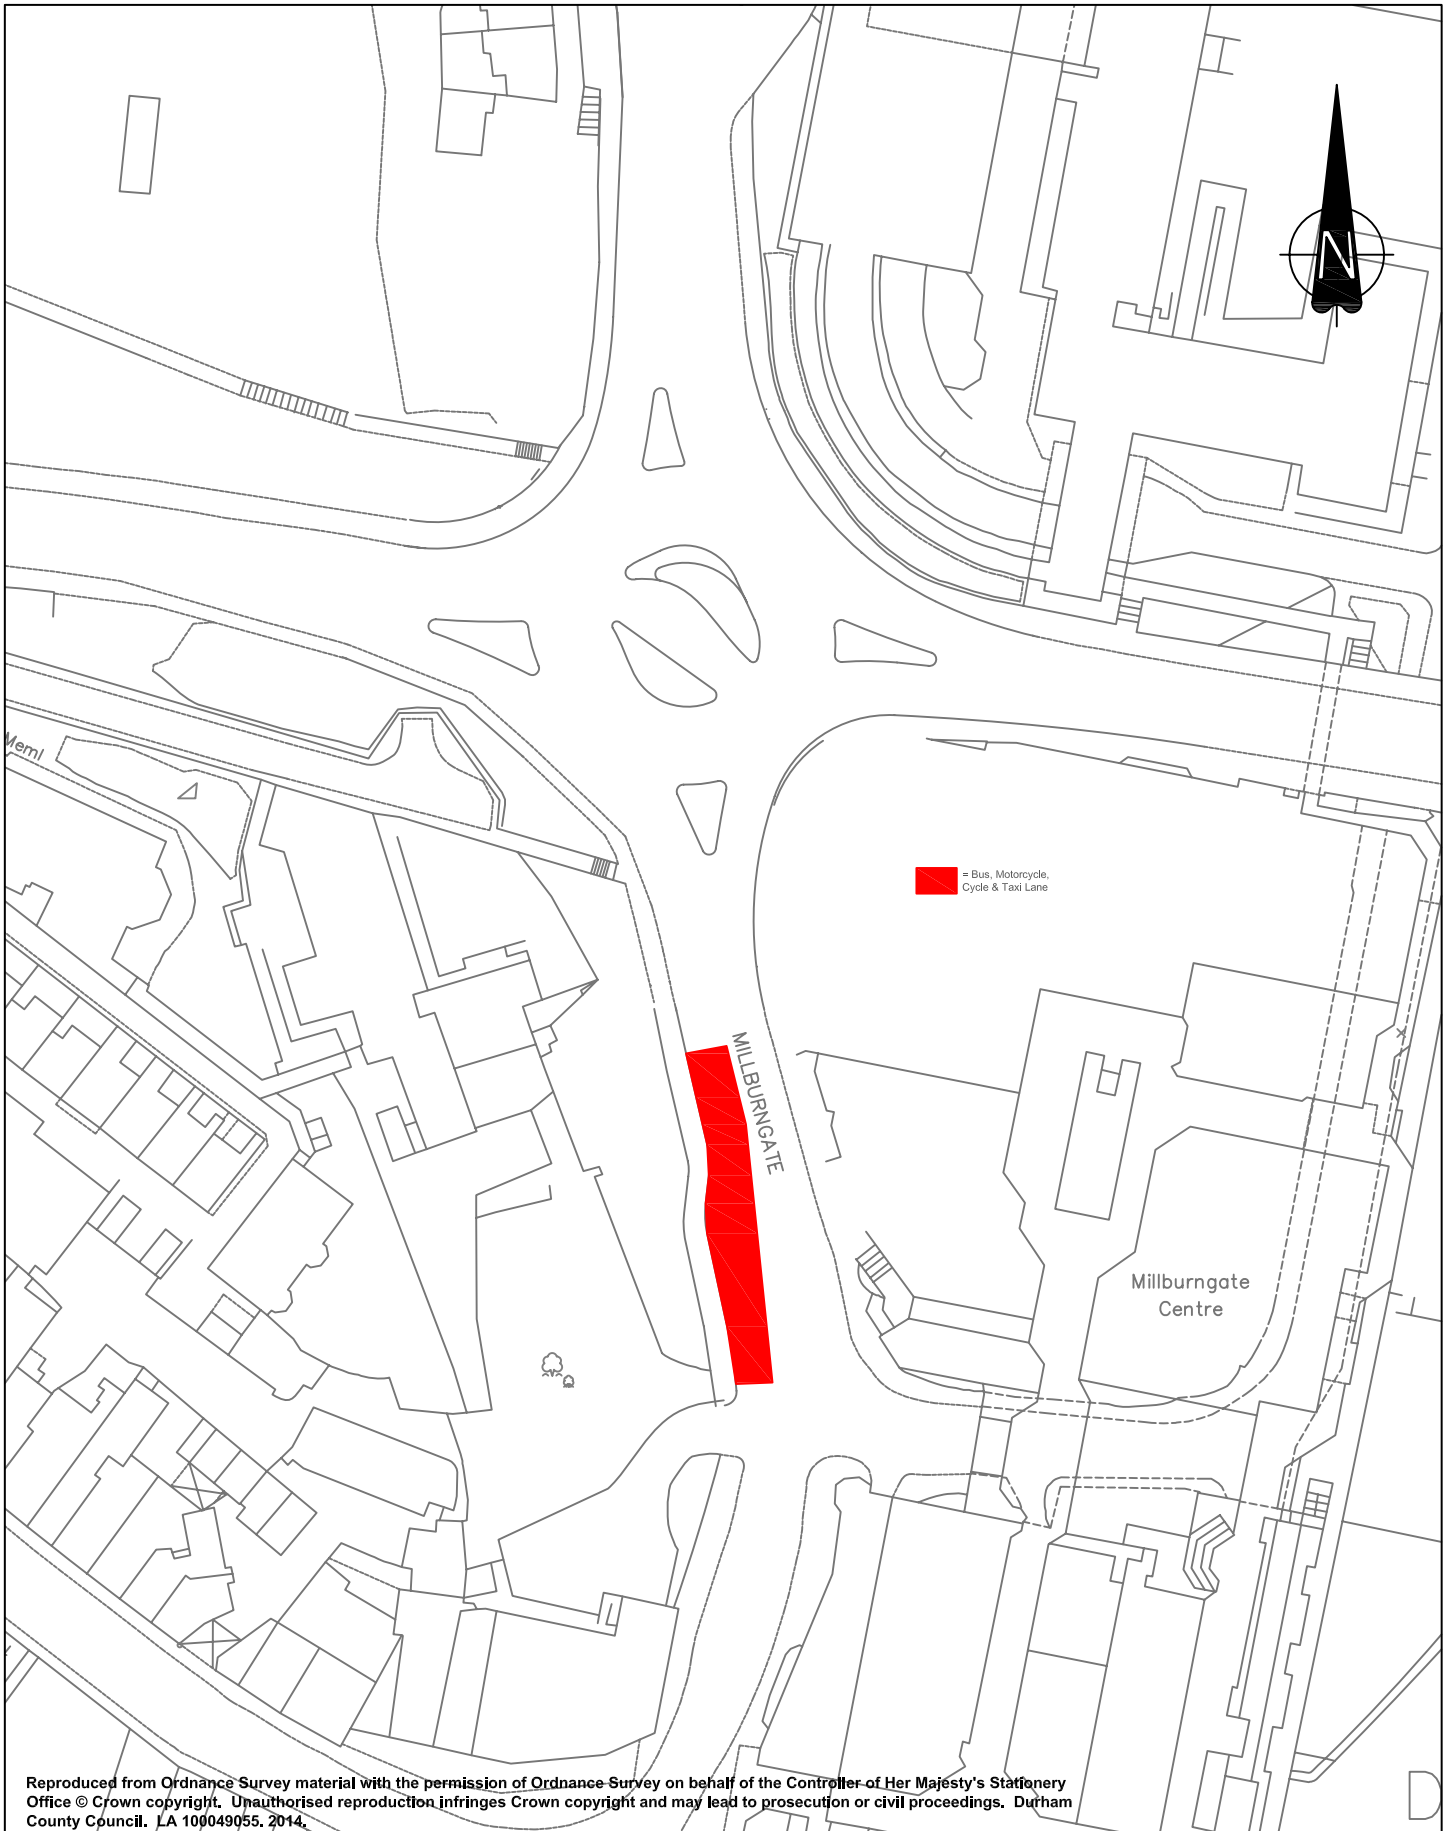 N
Meml
= Bus, Motorcycle,
Cycle & Taxi Lane
MILLBURNGATE
Millburngate
Centre
Reproduced from Ordnance Survey material with the permission of Ordnance Survey on behalf of the Controller of Her Majesty's Stationery
Office © Crown copyright. Unauthorised reproduction infringes Crown copyright and may lead to prosecution or civil proceedings. Durham
County Council. LA 100049055. 2014.
D